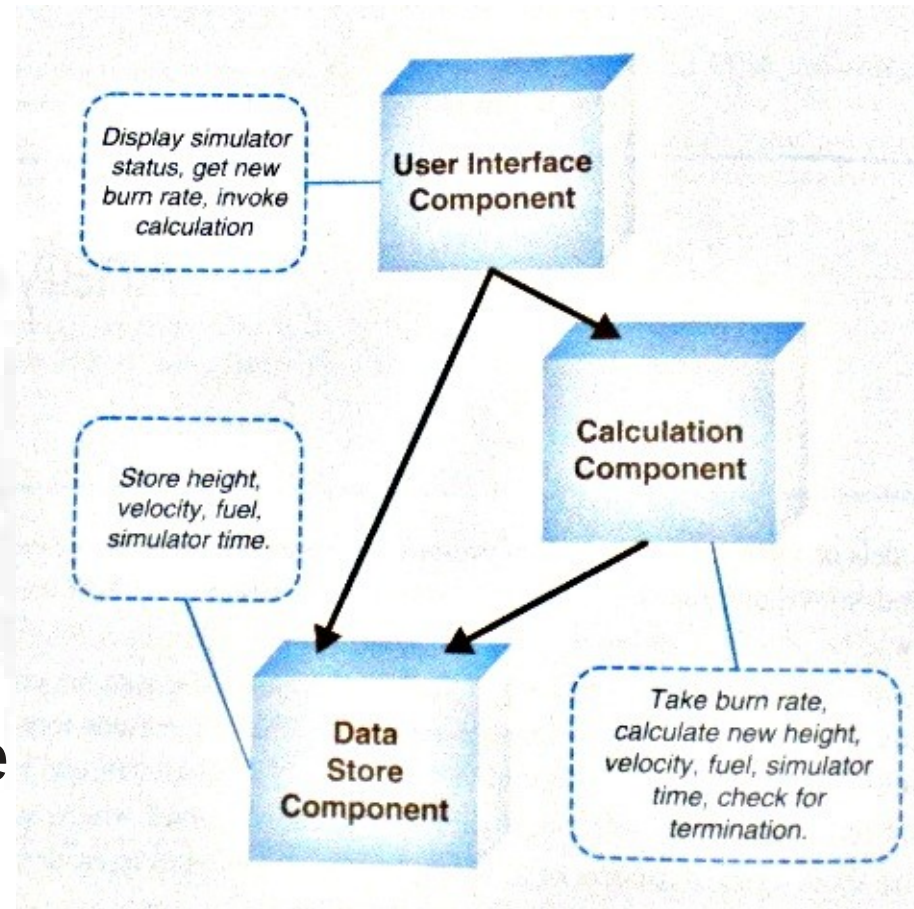 Display simulator
status, get new
burn rate, invoke
calculation
User Interface
Component
Calculation
Component
Store height,
velocity, fuel,
simulator time.
Data
Store
Component
Take burn rate,
calculate new height,
velocity, fuel, simulator
time, check for
termination.
e